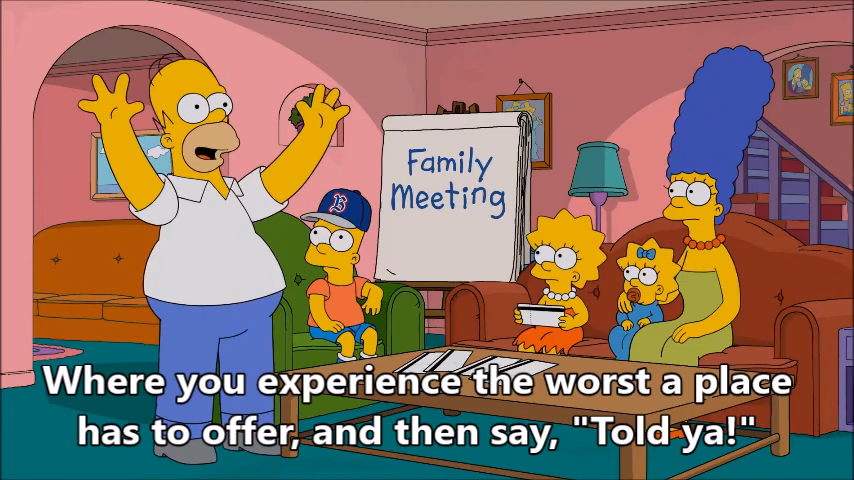 Family
Meeting
B
Where you experience the worst a place
has to offer, and then say, "Told ya!"